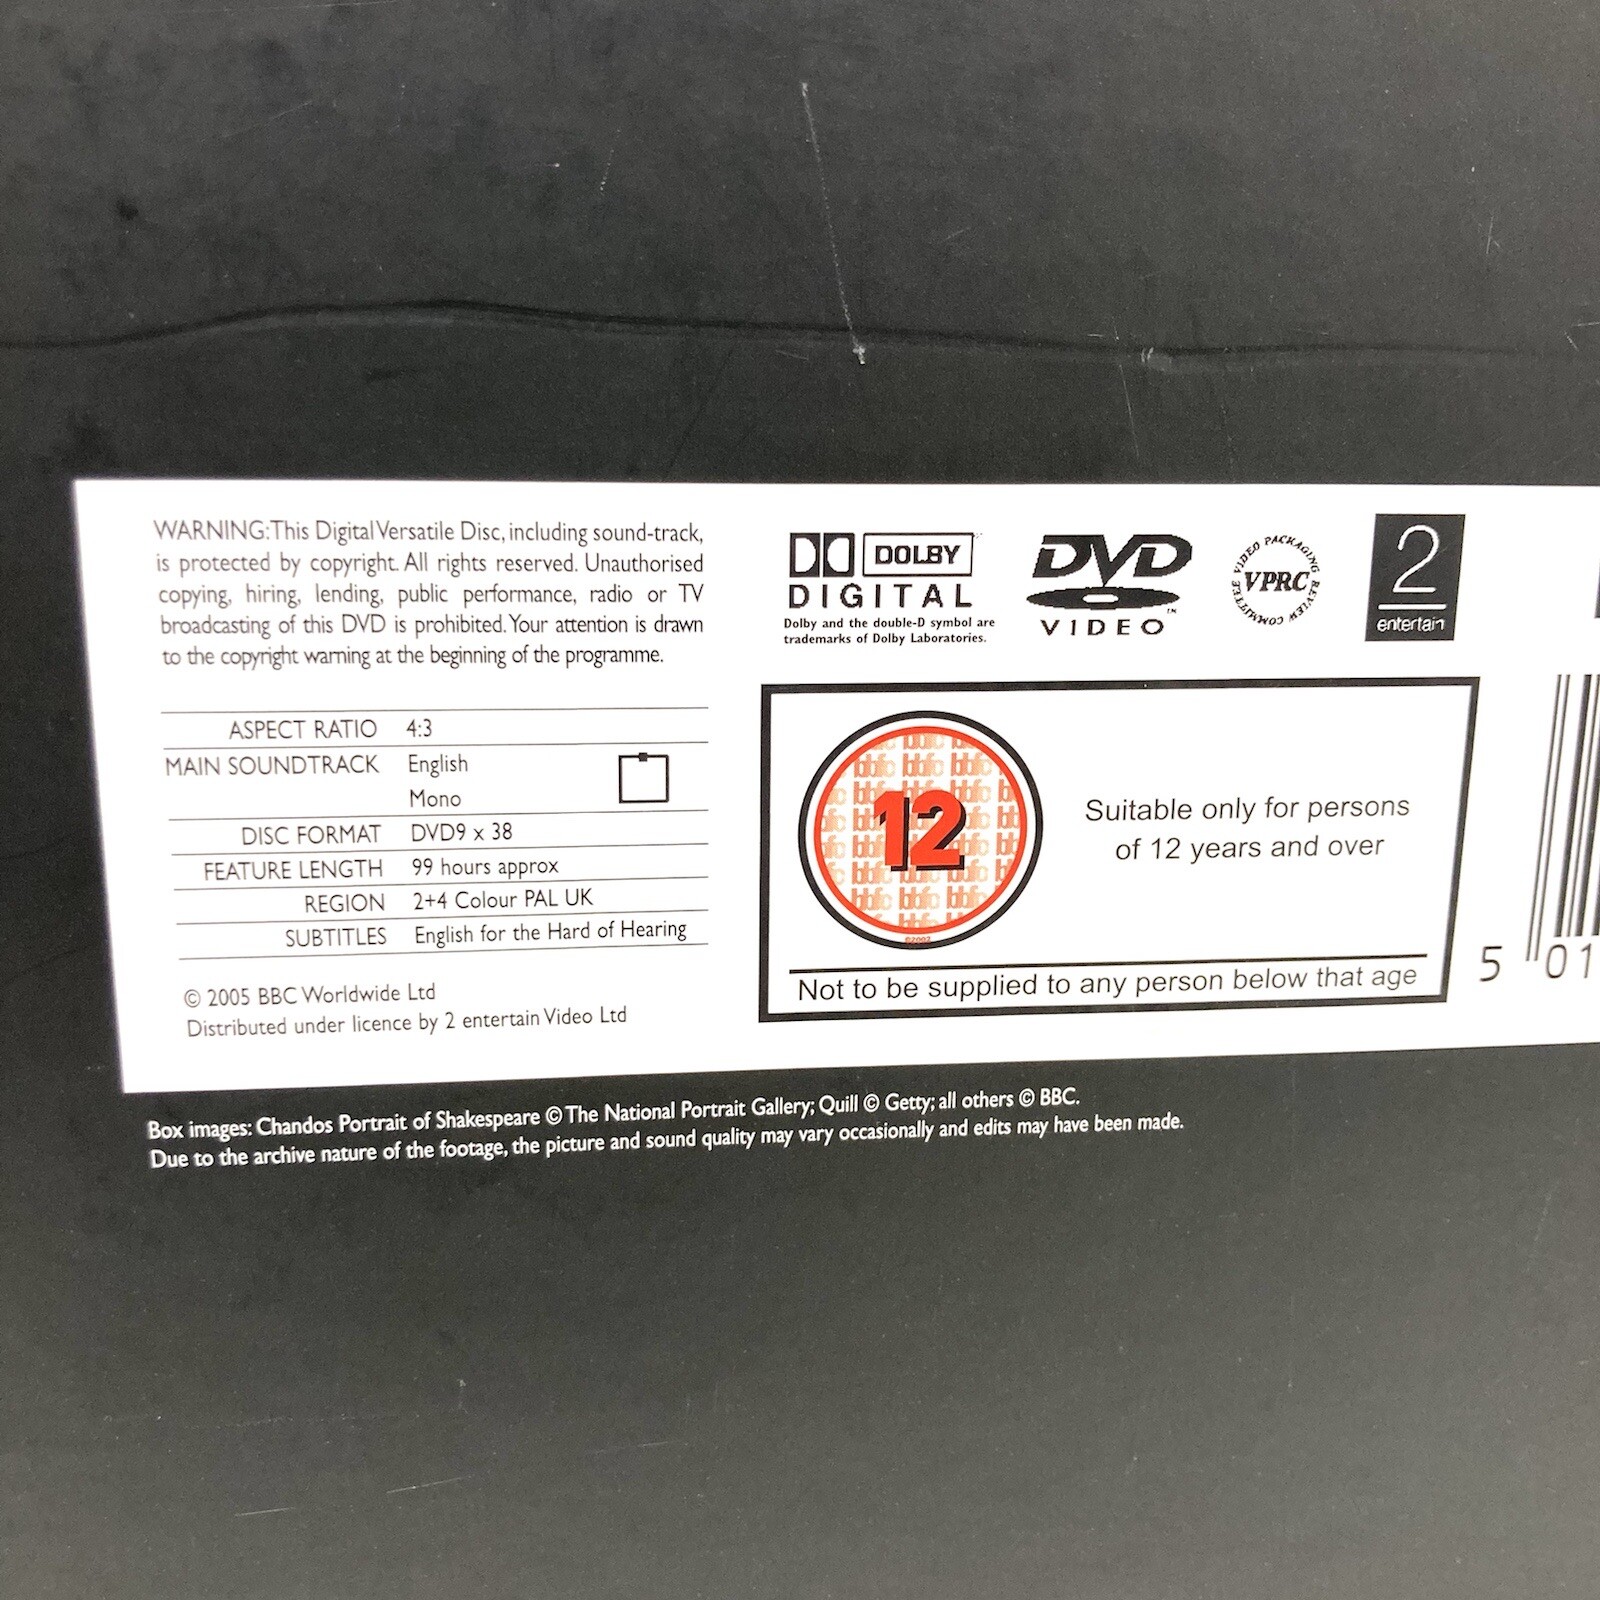 WARNING: This Digital Versatile Disc, including sound-track,
is protected by copyright. All rights reserved. Unauthorised
copying, hiring, lending, public performance, radio or TV
broadcasting of this DVD is prohibited. Your attention is drawn
to the copyright warning at the beginning of the programme.
ASPECT RATIO 4:3
MAIN SOUNDTRACK English
Mono
DISC FORMAT DVD9 x 38
FEATURE LENGTH 99 hours approx
REGION 2+4 Colour PAL UK
SUBTITLES English for the Hard of Hearing
© 2005 BBC Worldwide Ltd
Distributed under licence by 2 entertain Video Ltd
DOLBY
DIGITAL
Dolby and the double-D symbol are
trademarks of Dolby Laboratories.
DVD
VIDEO
TM
VIDEO PACKAGING REVIEW COMMITTEE
VPRC
2
entertain
bbfc
12
©2002
Suitable only for persons
of 12 years and over
Not to be supplied to any person below that age
5 01
Box images: Chandos Portrait of Shakespeare © The National Portrait Gallery; Quill © Getty; all others © BBC.
Due to the archive nature of the footage, the picture and sound quality may vary occasionally and edits may have been made.